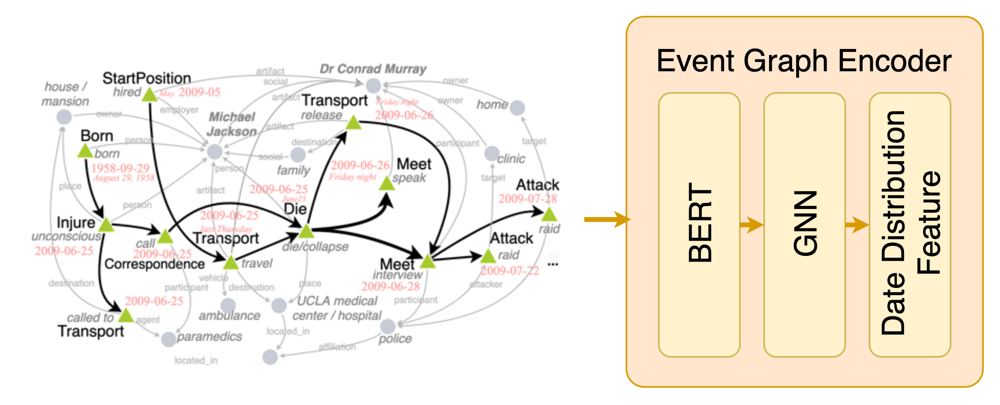 artifact
Dr Conrad Murray
StartPosition
house /
mansion
hired
May 2009-05
social
owner
artifact
Transport
Friday night
owner
home
employer
owner
Michael
Jackson
release
2009-06-26
artifact
Born
person
born
destination
participant
target
social
family
clinic
1958-09-29
August 29, 1958
person
2009-06-26
Friday night
Meet
speak
target
place
artifact
2009-06-25
June25
Attack
2009-07-28
person
Die
2009-06-25
last Thursday
Injure
unconscious
2009-06-25
call
2009-06-25
Correspondence
Transport
travel
die/collapse
raid
Attack
raid
2009-07-22
...
Meet
interview
2009-06-28
destination
participant
vehicle
destination
place
attacker
participant
2009-06-25
called to
Transport
agent
ambulance
UCLA medical
center / hospital
paramedics
located_in
police
affiliation
located_in
Event Graph Encoder
BERT
GNN
Date Distribution
Feature